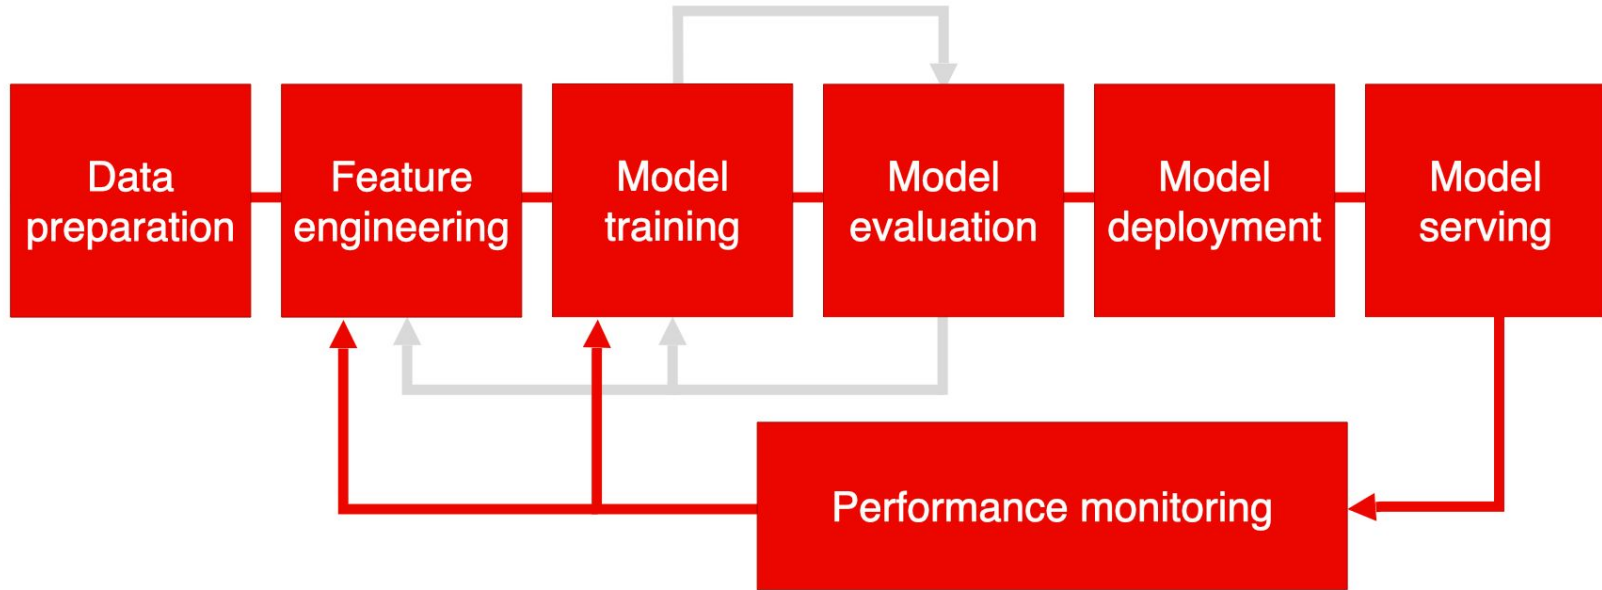 Data
preparation
Feature
engineering
Model
training
Model
evaluation
Model
deployment
Model
serving
Performance monitoring